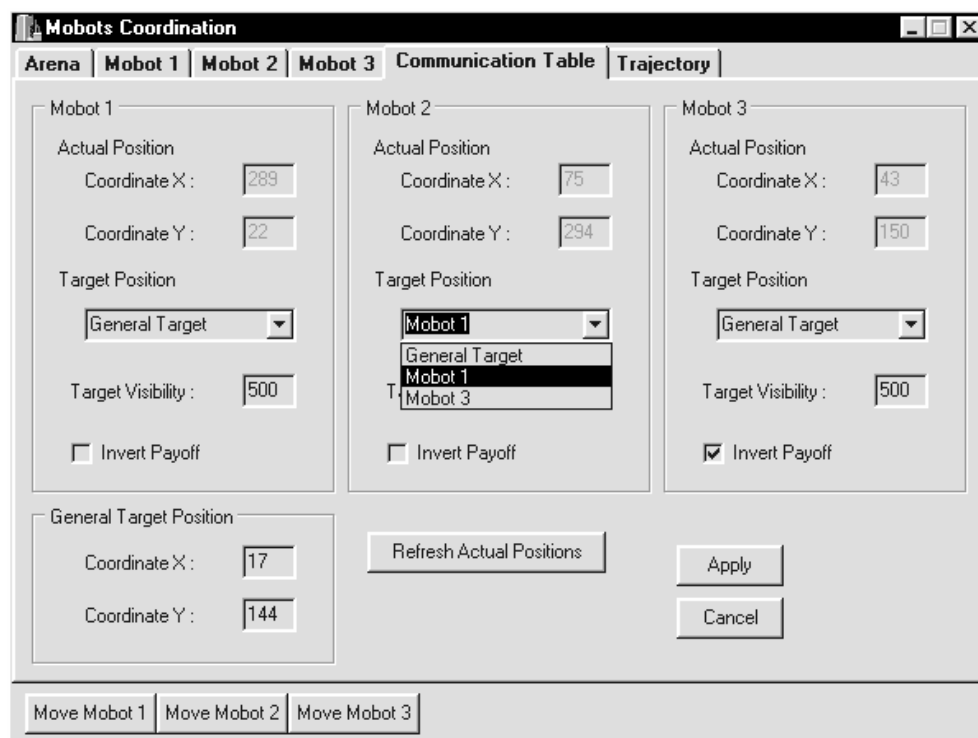 Mobots Coordination
Arena Mobot 1 Mobot 2 Mobot 3 Communication Table Trajectory
Mobot 1
Actual Position
Coordinate X : 289
Coordinate Y : 22
Target Position
General Target
Target Visibility : 500
Invert Payoff
Mobot 2
Actual Position
Coordinate X : 75
Coordinate Y : 294
Target Position
Mobot 1
General Target
Mobot 1
Mobot 3
Invert Payoff
Mobot 3
Actual Position
Coordinate X : 43
Coordinate Y : 150
Target Position
General Target
Target Visibility : 500
Invert Payoff
General Target Position
Coordinate X : 17
Coordinate Y : 144
Refresh Actual Positions
Apply
Cancel
Move Mobot 1 Move Mobot 2 Move Mobot 3